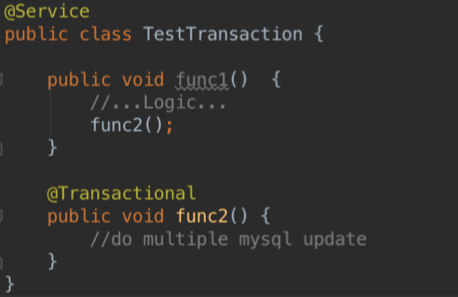 @Service
public class TestTransaction {
public void func1()  {
//...Logic...
func2();
}
@Transactional
public void func2() {
//do multiple mysql update
}
}